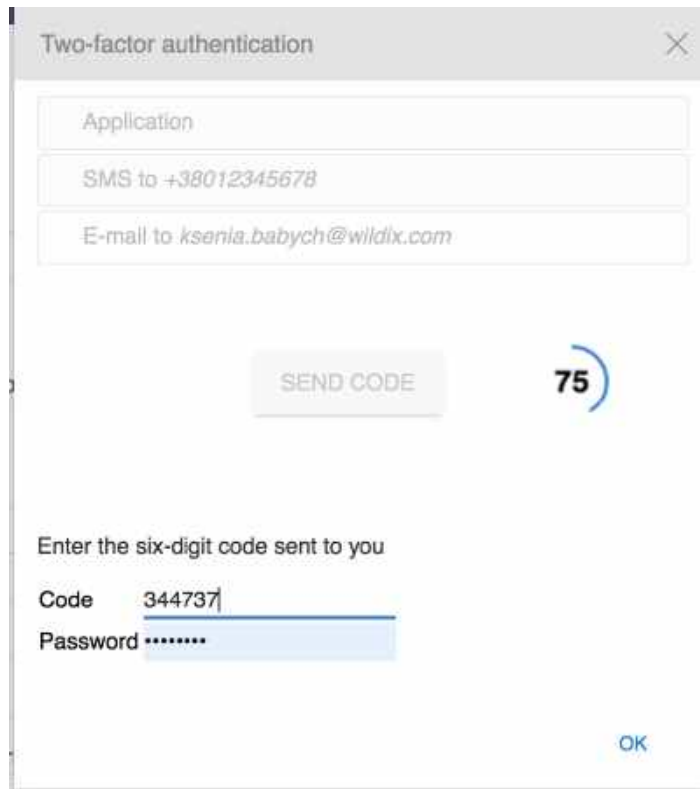 Two-factor authentication
Application
SMS to +38012345678
E-mail to ksenia.babych@wildix.com
SEND CODE
75
Enter the six-digit code sent to you
Code 344737
Password ••••••••
OK